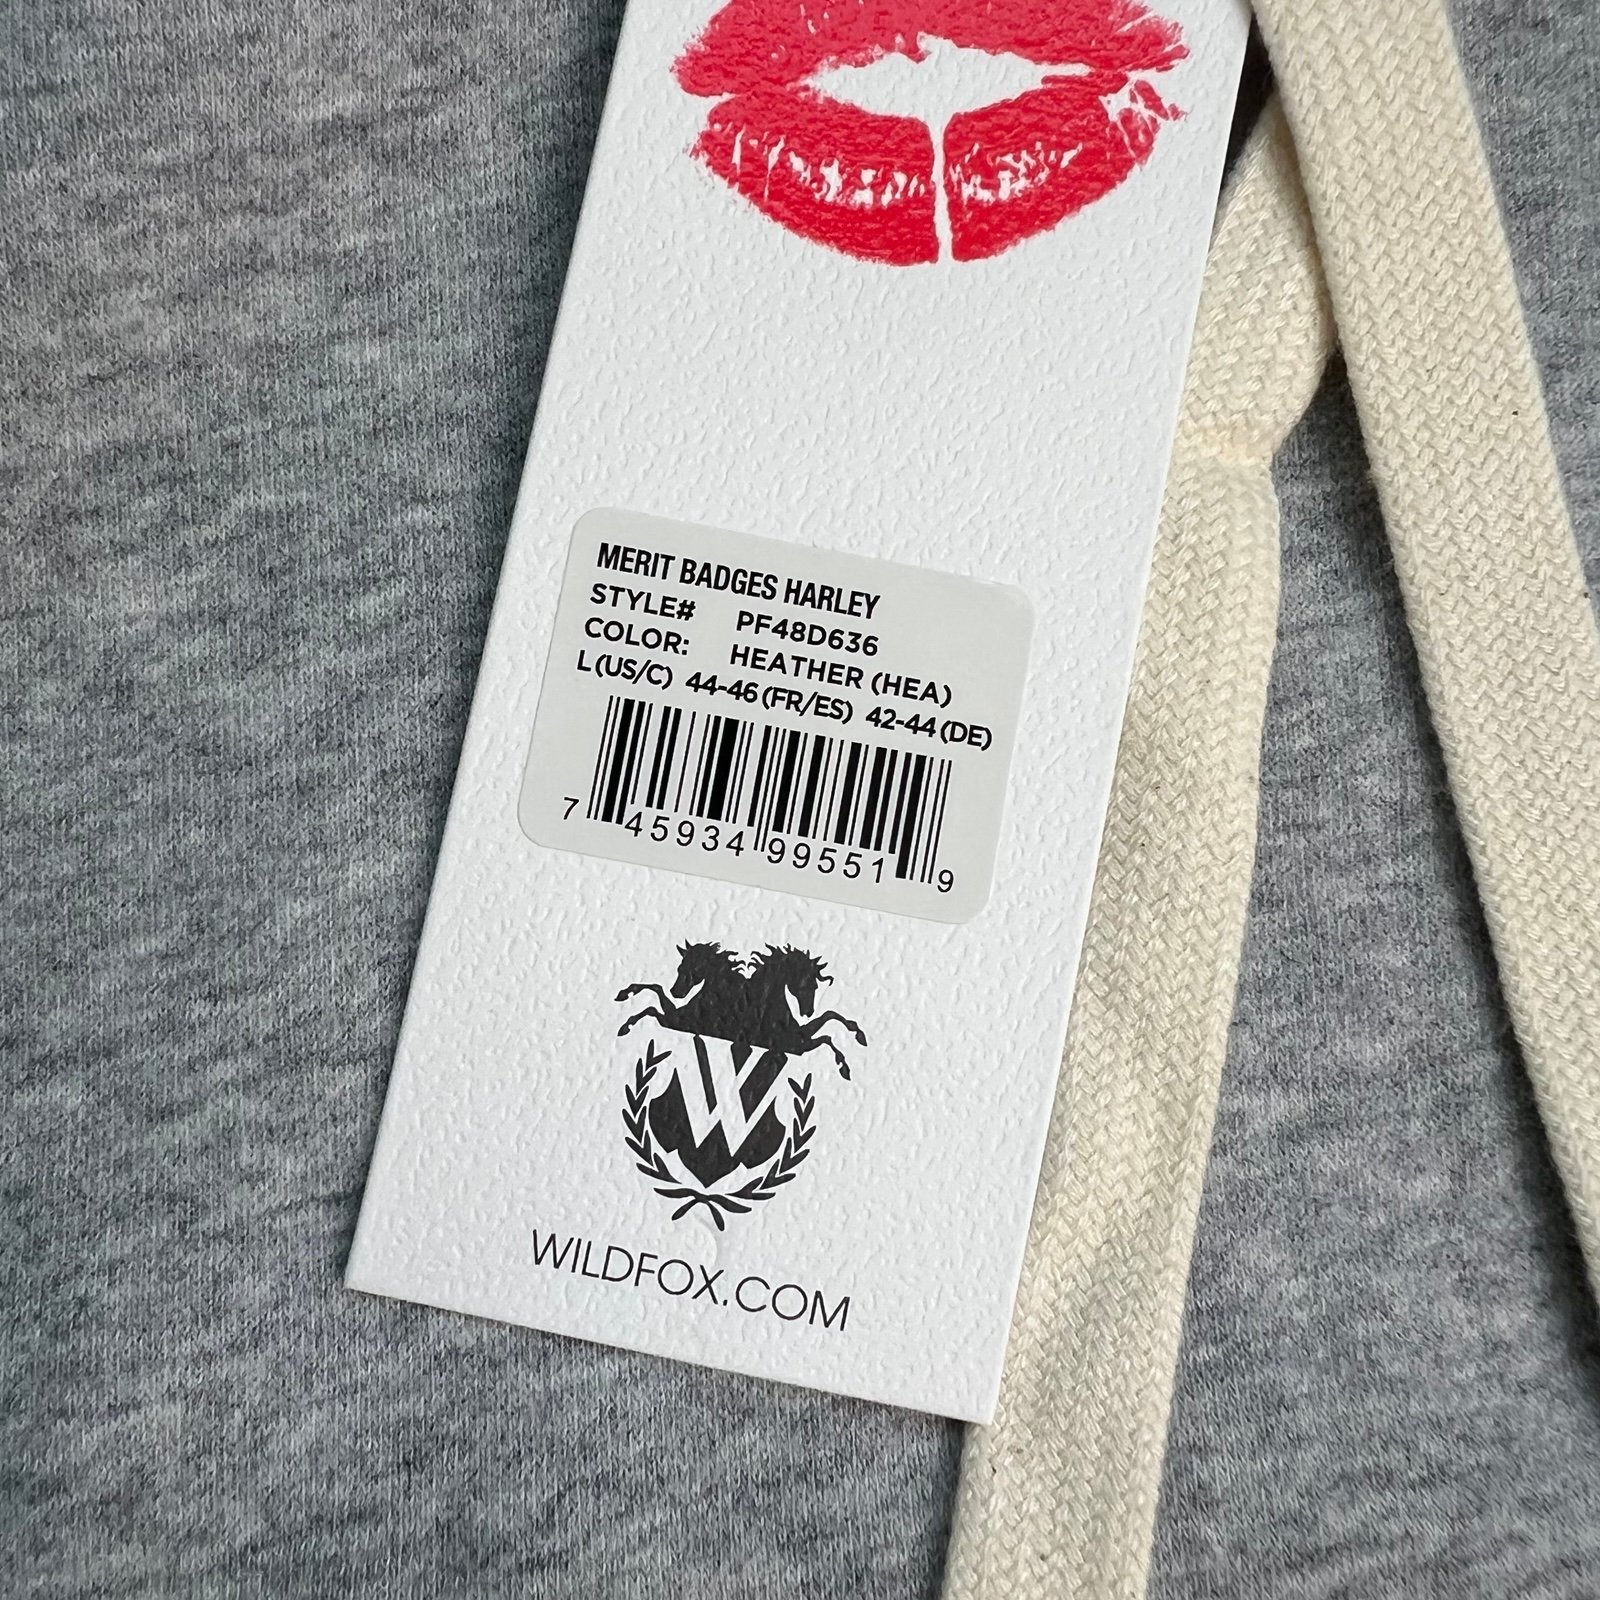 MERIT BADGES HARLEY
STYLE# PF48D636
COLOR: HEATHER (HEA)
L (US/C) 44-46 (FR/ES) 42-44 (DE)
7 45934 99551 9
W
WILDFOX.COM